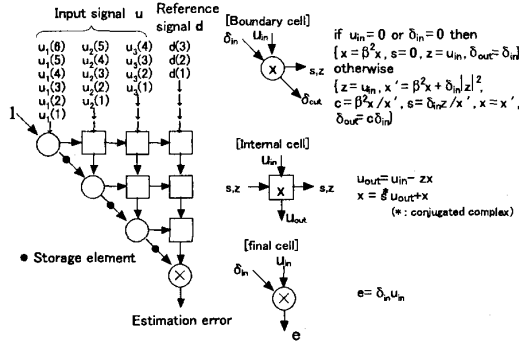 Input signal u
Reference
signal d
u1(6) u2(5) u3(4) d(3)
u1(5) u2(4) u3(3) d(2)
u1(4) u2(3) u3(2) d(1)
u1(3) u2(2) u3(1)
u1(2) u2(1)
u1(1)
1
● Storage element
×
Estimation error
[Boundary cell]
uin
δin
x
s,z
δout
if uin=0 or δin=0 then
{x=β²x, s=0, z=uin, δout=δin}
otherwise
{z=uin, x′=β²x+δin|z|²,
c=β²x/x′, s=δinz/x′, x=x′,
δout=cδin}
[Internal cell]
uin
s,z
x
s,z
uout
uout=uin− zx
x = s*uout+x
(*: conjugated complex)
[final cell]
uin
δin
×
e
e=δinuin